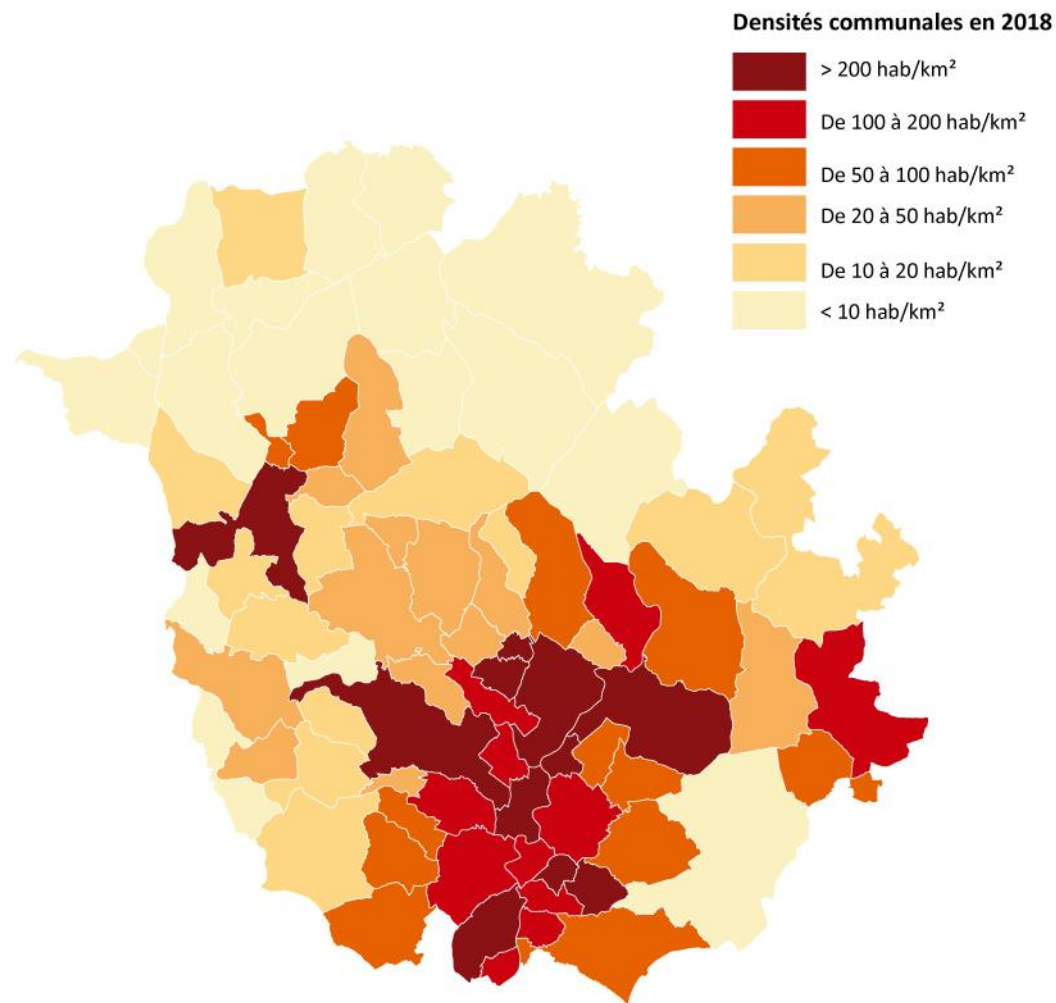 Densités communales en 2018
> 200 hab/km²
De 100 à 200 hab/km²
De 50 à 100 hab/km²
De 20 à 50 hab/km²
De 10 à 20 hab/km²
< 10 hab/km²